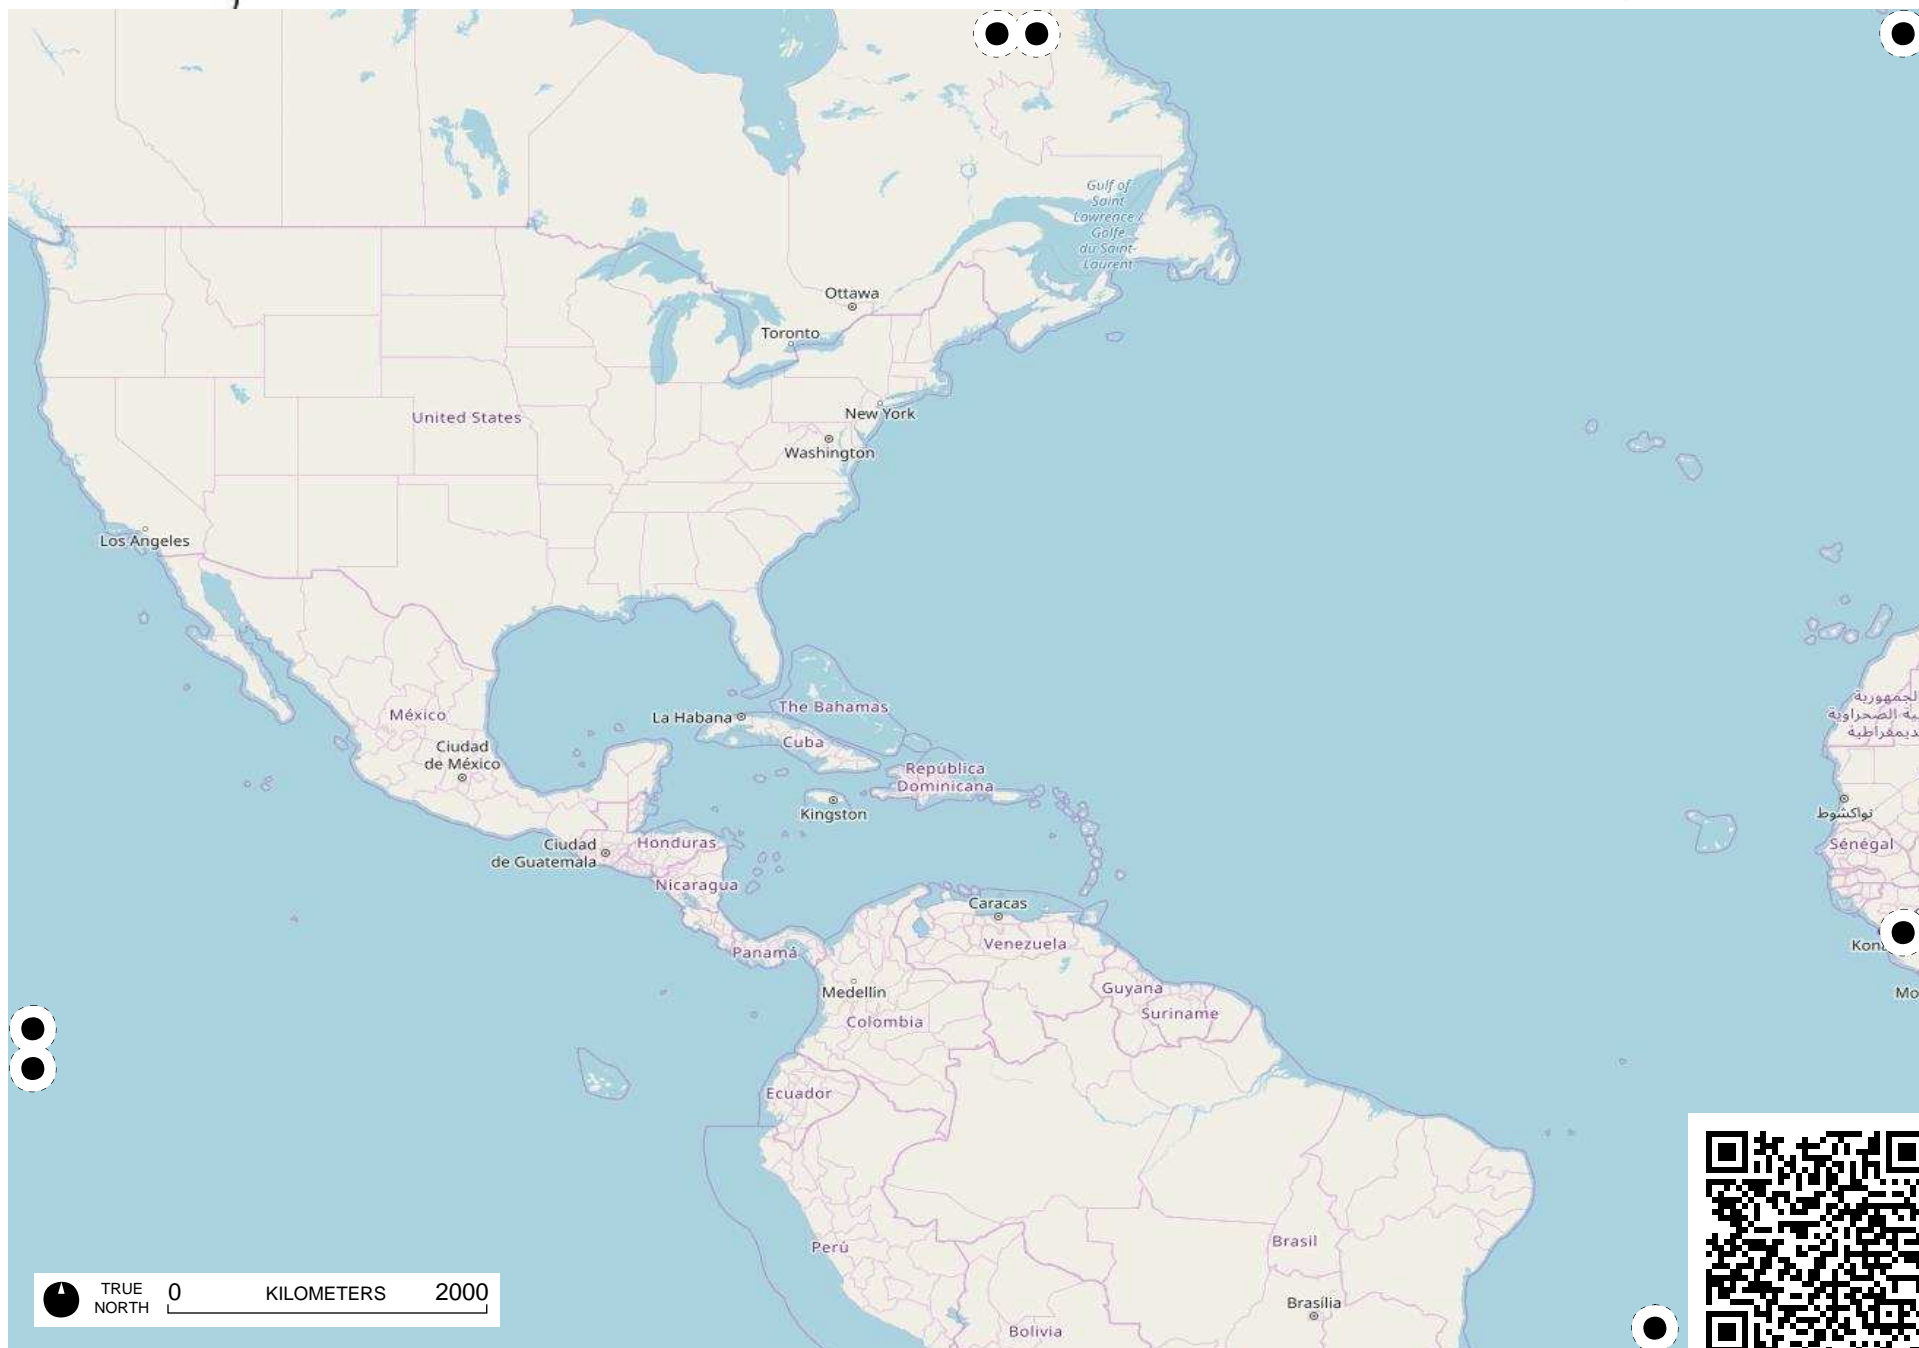 Gulf of
Saint
Lawrence /
Golfe
du Saint-
Laurent
Ottawa
Toronto
New York
United States
Washington
Los Angeles
The Bahamas
La Habana
México
Cuba
Ciudad
de México
República
Dominicana
Kingston
Honduras
Ciudad
de Guatemala
Nicaragua
Caracas
Venezuela
Panamá
Medellín
Guyana
Suriname
Colombia
Ecuador
Perú
Brasil
Brasília
Bolivia
نواكشوط
Sénégal
TRUE
NORTH
0 KILOMETERS 2000